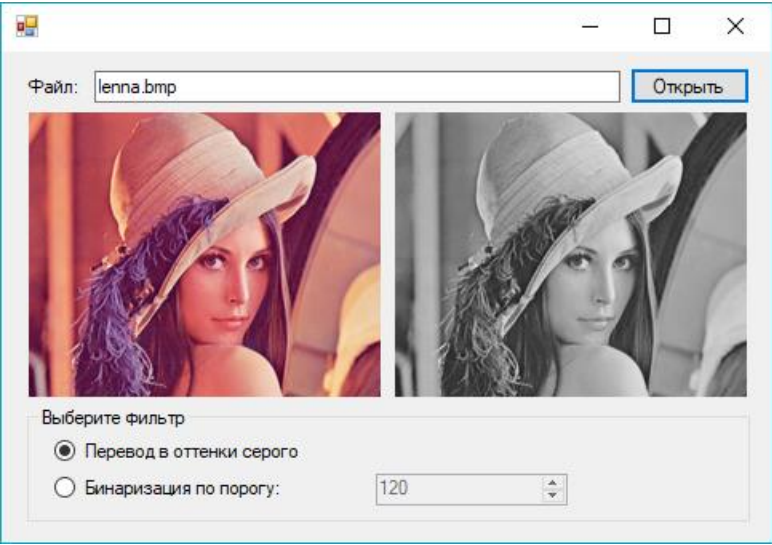 Файл: lenna.bmp Открыть
Выберите фильтр
Перевод в оттенки серого
Бинаризация по порогу: 120